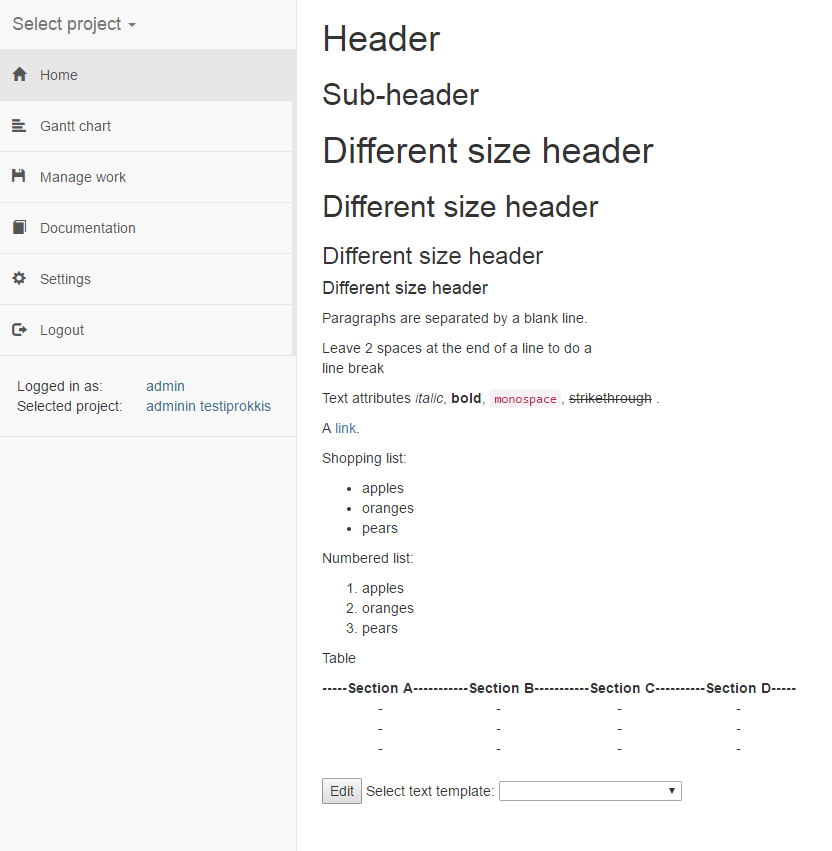 Select project
Home
Gantt chart
Manage work
Documentation
Settings
Logout
Logged in as: admin
Selected project: adminin testiprokkis
Header
Sub-header
Different size header
Different size header
Different size header
Different size header
Paragraphs are separated by a blank line.
Leave 2 spaces at the end of a line to do a
line break
Text attributes italic, bold, monospace, strikethrough .
A link.
Shopping list:
• apples
• oranges
• pears
Numbered list:
1. apples
2. oranges
3. pears
Table
-----Section A-----------Section B-----------Section C----------Section D-----
- - - -
- - - -
- - - -
Edit Select text template: